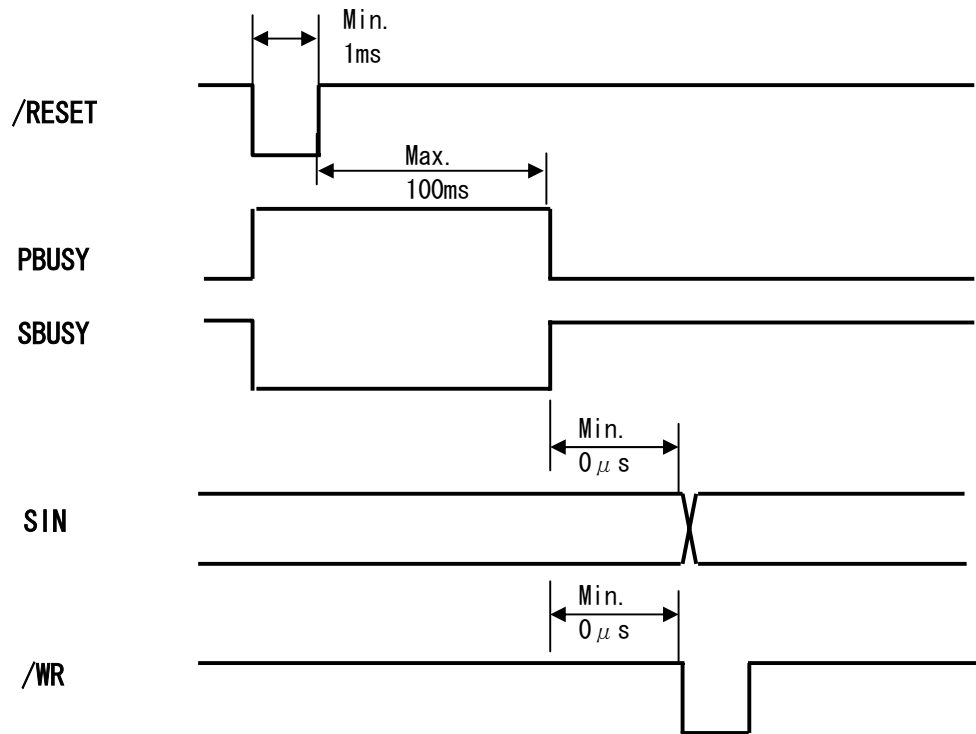 Min.
1ms
/RESET
Max.
100ms
PBUSY
SBUSY
Min.
0μs
SIN
Min.
0μs
/WR